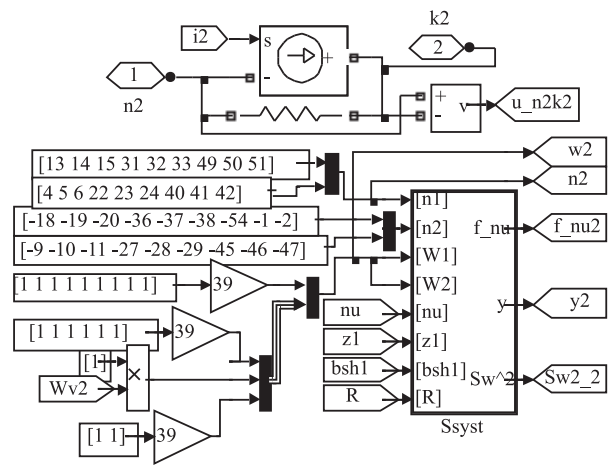 k2
i2
s
+
-
1
2
n2
+
-
v
u_n2k2
[13 14 15 31 32 33 49 50 51]
w2
[4 5 6 22 23 24 40 41 42]
n2
[-18 -19 -20 -36 -37 -38 -54 -1 -2]
[n1]
[n2]
f_nu
f_nu2
[-9 -10 -11 -27 -28 -29 -45 -46 -47]
[W1]
[1 1 1 1 1 1 1 1 1]
39
[W2]
[1 1 1 1 1 1]
39
nu
[nu]
y
y2
z1
[z1]
[1]
×
bsh1
[bsh1]
Sw^2
Sw2_2
Wv2
R
[R]
[1 1]
39
Ssyst